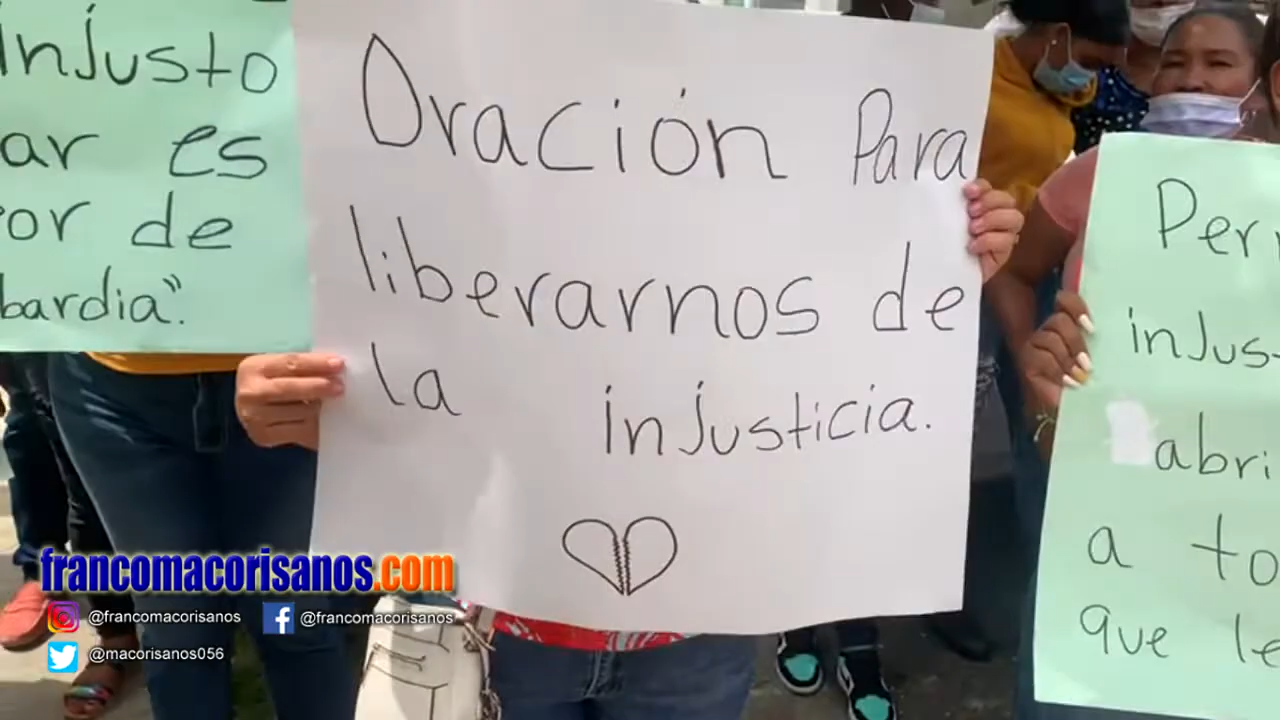 injusto
ar es
or de
bardia".
Oración Para
liberarnos de
la injusticia.
Per
injus
abri
a to
que le
francomacorisanos.com
@francomacorisanos @francomacorisanos
@macorisanos056